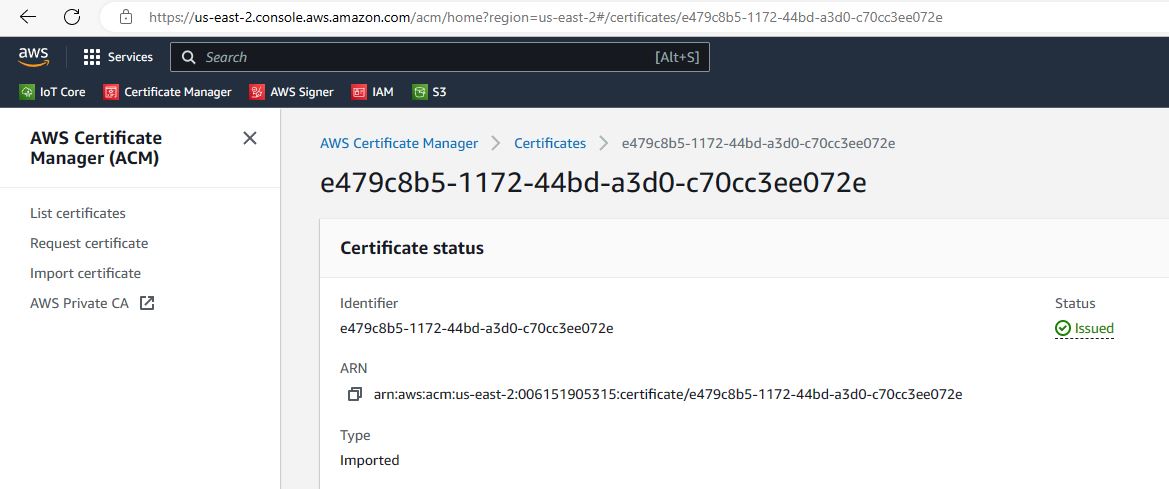 https://us-east-2.console.aws.amazon.com/acm/home?region=us-east-2#/certificates/e479c8b5-1172-44bd-a3d0-c70cc3ee072e
aws Services Search [Alt+S]
IoT Core Certificate Manager AWS Signer IAM S3
AWS Certificate
Manager (ACM)
List certificates
Request certificate
Import certificate
AWS Private CA
AWS Certificate Manager Certificates e479c8b5-1172-44bd-a3d0-c70cc3ee072e
e479c8b5-1172-44bd-a3d0-c70cc3ee072e
Certificate status
Identifier
e479c8b5-1172-44bd-a3d0-c70cc3ee072e
Status
Issued
ARN
arn:aws:acm:us-east-2:006151905315:certificate/e479c8b5-1172-44bd-a3d0-c70cc3ee072e
Type
Imported